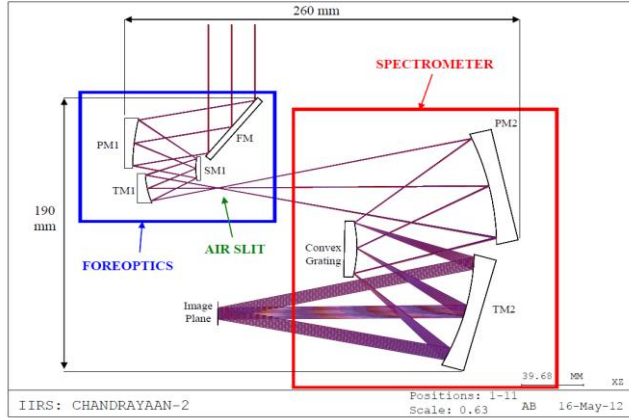 260 mm
SPECTROMETER
PM2
FM
PM1
SM1
TM1
190
mm
AIR SLIT
FOREOPTICS
Convex
Grating
Image
Plane
TM2
39.68 MM
XZ
IIRS: CHANDRAYAAN-2
Positions: 1-11
Scale: 0.63 AB 16-May-12